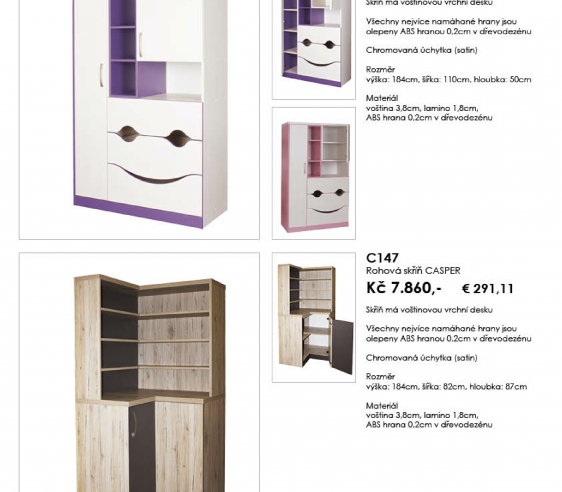 Skříň má voštinovou vrchní desku
Všechny nejvíce namáhané hrany jsou
olepeny ABS hranou 0,2cm v dřevodezénu
Chromovaná úchytka (satin)
Rozměr
výška: 184cm, šířka: 110cm, hloubka: 50cm
Materiál
voština 3,8cm, lamino 1,8cm,
ABS hrana 0,2cm v dřevodezénu
C147
Rohová skříň CASPER
Kč 7.860,- € 291,11
Skříň má voštinovou vrchní desku
Všechny nejvíce namáhané hrany jsou
olepeny ABS hranou 0,2cm v dřevodezénu
Chromovaná úchytka (satin)
Rozměr
výška: 184cm, šířka: 82cm, hloubka: 87cm
Materiál
voština 3,8cm, lamino 1,8cm,
ABS hrana 0,2cm v dřevodezénu